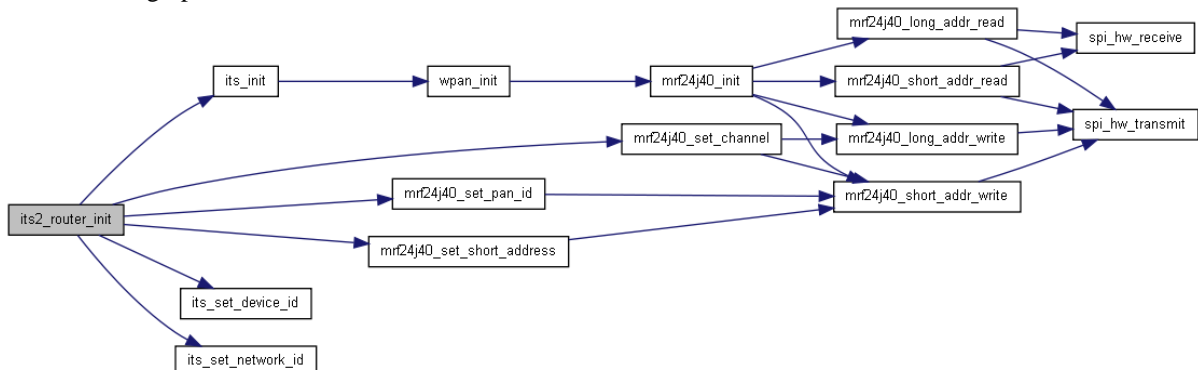 mrf24j40_long_addr_read
spi_hw_receive
its_init
wpan_init
mrf24j40_init
mrf24j40_short_addr_read
spi_hw_transmit
mrf24j40_set_channel
mrf24j40_long_addr_write
mrf24j40_set_pan_id
mrf24j40_short_addr_write
its2_router_init
mrf24j40_set_short_address
its_set_device_id
its_set_network_id